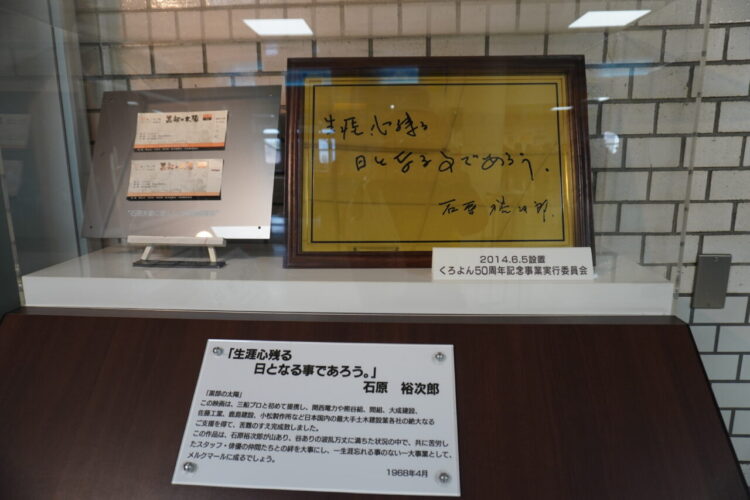 黒部の太陽
黒部の太陽
生涯心残る
日となる事であろう。
石原裕次郎
2014.6.5設置
くろよん50周年記念事業実行委員会
「生涯心残る
日となる事であろう。」
石原 裕次郎
「黒部の太陽」
この映画は、三船プロと初めて提携し、関西電力や熊谷組、間組、大成建設、
佐藤工業、鹿島建設、小松製作所など日本国内の最大手土木建設業各社の絶大なる
ご支援を得て、苦難のすえ完成致しました。
この作品は、石原裕次郎が山あり、谷ありの波乱万丈に満ちた状況の中で、共に苦労し
たスタッフ・俳優の仲間たちとの絆を大事にし、一生涯忘れる事のない一大事業として、
メルクマールに成るでしょう。
1968年4月